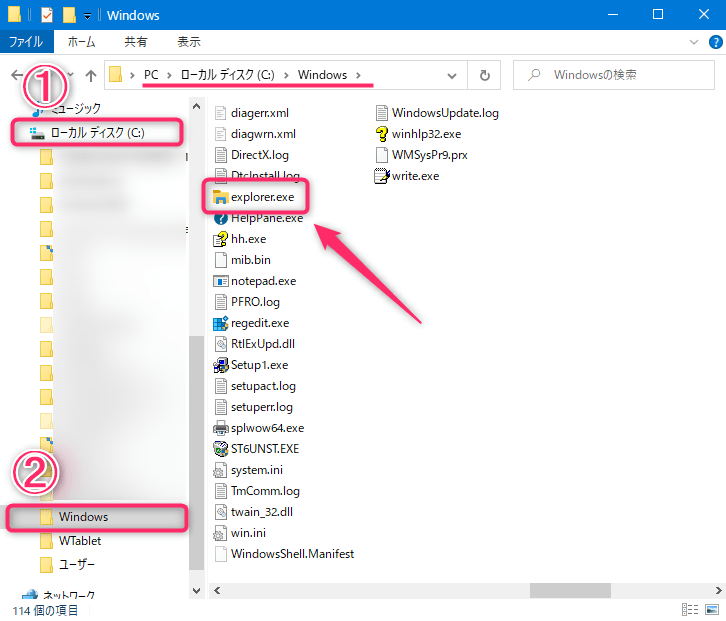 Windows
ファイル ホーム 共有 表示
PC ローカル ディスク (C:) Windows
Windowsの検索
①
ミュージック
ローカル ディスク (C:)
②
Windows
WTablet
ユーザー
ネットワーク
diagerr.xml
diagwrn.xml
DirectX.log
DtcInstall.log
explorer.exe
HelpPane.exe
hh.exe
mib.bin
notepad.exe
PFRO.log
regedit.exe
RtlExUpd.dll
Setup1.exe
setupact.log
setuperr.log
splwow64.exe
ST6UNST.EXE
system.ini
TmComm.log
twain_32.dll
win.ini
WindowsShell.Manifest
WindowsUpdate.log
winhlp32.exe
WMSysPr9.prx
write.exe
114 個の項目